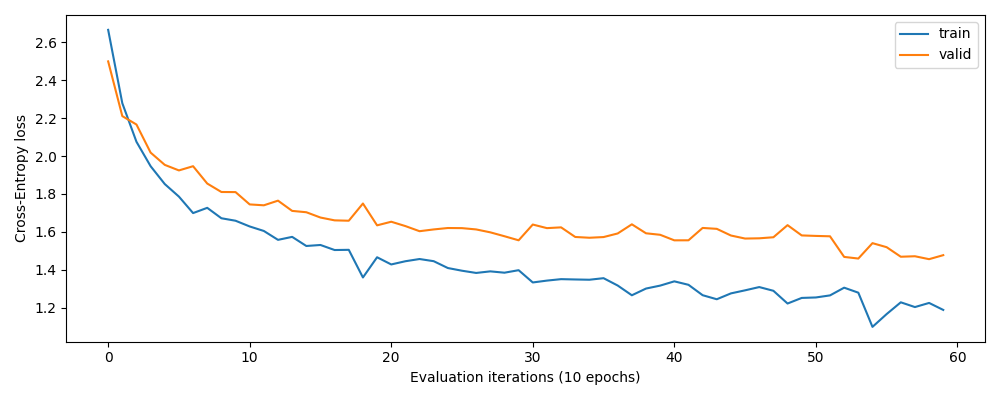 train
valid
Cross-Entropy loss
2.6
2.4
2.2
2.0
1.8
1.6
1.4
1.2
0 10 20 30 40 50 60
Evaluation iterations (10 epochs)